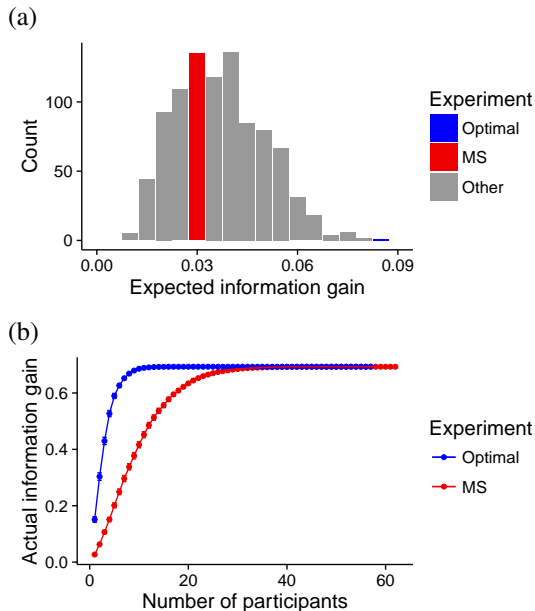 (a)
100
50
0
Count
0.00 0.03 0.06 0.09
Expected information gain
Experiment
Optimal
MS
Other
(b)
0.6
0.4
0.2
0.0
Actual information gain
0 20 40 60
Number of participants
Experiment
Optimal
MS